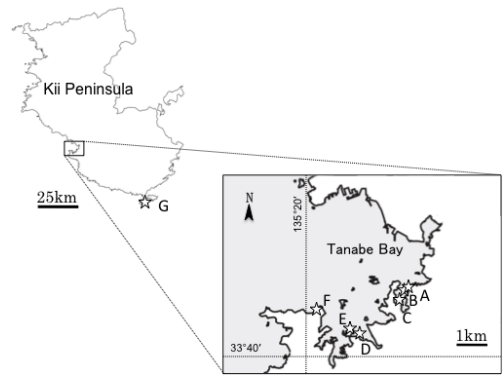 Kii Peninsula
25km
G
N
135°20'
Tanabe Bay
A
B
C
F
E
D
1km
33°40'